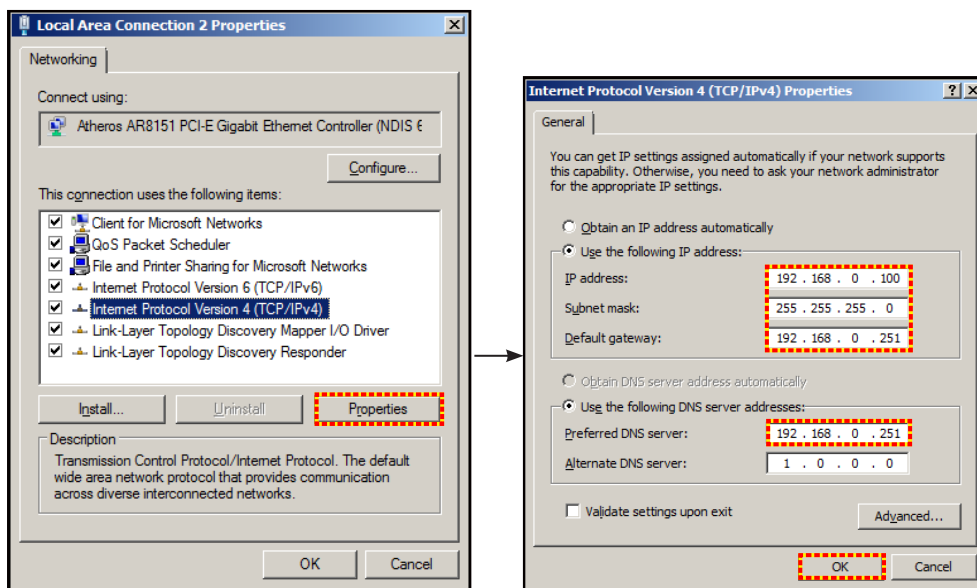 Local Area Connection 2 Properties
Networking
Connect using:
Atheros AR8151 PCI-E Gigabit Ethernet Controller (NDIS 6
Configure...
This connection uses the following items:
Client for Microsoft Networks
QoS Packet Scheduler
File and Printer Sharing for Microsoft Networks
Internet Protocol Version 6 (TCP/IPv6)
Internet Protocol Version 4 (TCP/IPv4)
Link-Layer Topology Discovery Mapper I/O Driver
Link-Layer Topology Discovery Responder
Install...
Uninstall
Properties
Description
Transmission Control Protocol/Internet Protocol. The default
wide area network protocol that provides communication
across diverse interconnected networks.
OK
Cancel
Internet Protocol Version 4 (TCP/IPv4) Properties
General
You can get IP settings assigned automatically if your network supports
this capability. Otherwise, you need to ask your network administrator
for the appropriate IP settings.
Obtain an IP address automatically
Use the following IP address:
IP address:
192 . 168 . 0 . 100
Subnet mask:
255 . 255 . 255 . 0
Default gateway:
192 . 168 . 0 . 251
Obtain DNS server address automatically
Use the following DNS server addresses:
Preferred DNS server:
192 . 168 . 0 . 251
Alternate DNS server:
1 . 0 . 0 . 0
Validate settings upon exit
Advanced...
OK
Cancel